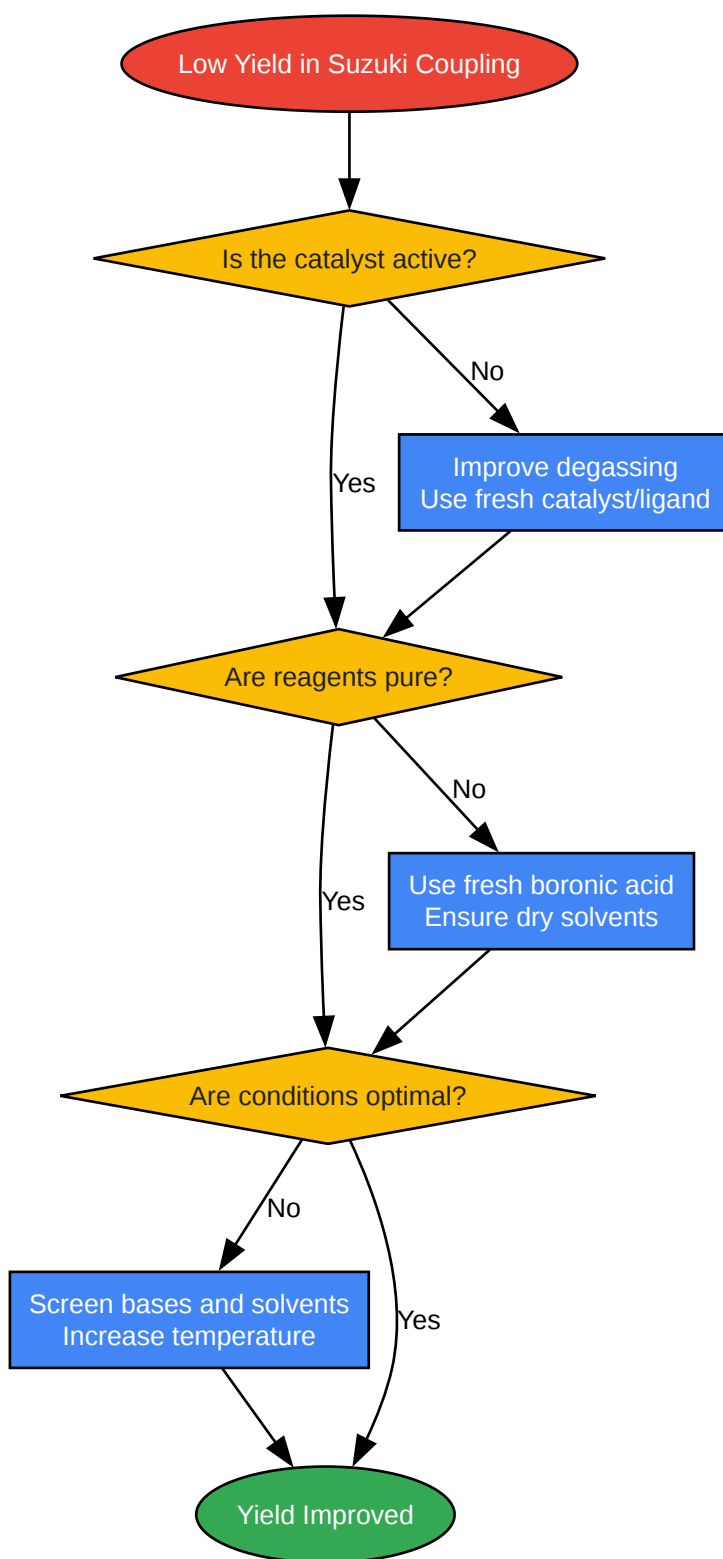 Low Yield in Suzuki Coupling
Is the catalyst active?
No
Improve degassing
Use fresh catalyst/ligand
Yes
Are reagents pure?
No
Use fresh boronic acid
Ensure dry solvents
Yes
Are conditions optimal?
No
Screen bases and solvents
Increase temperature
Yes
Yield Improved